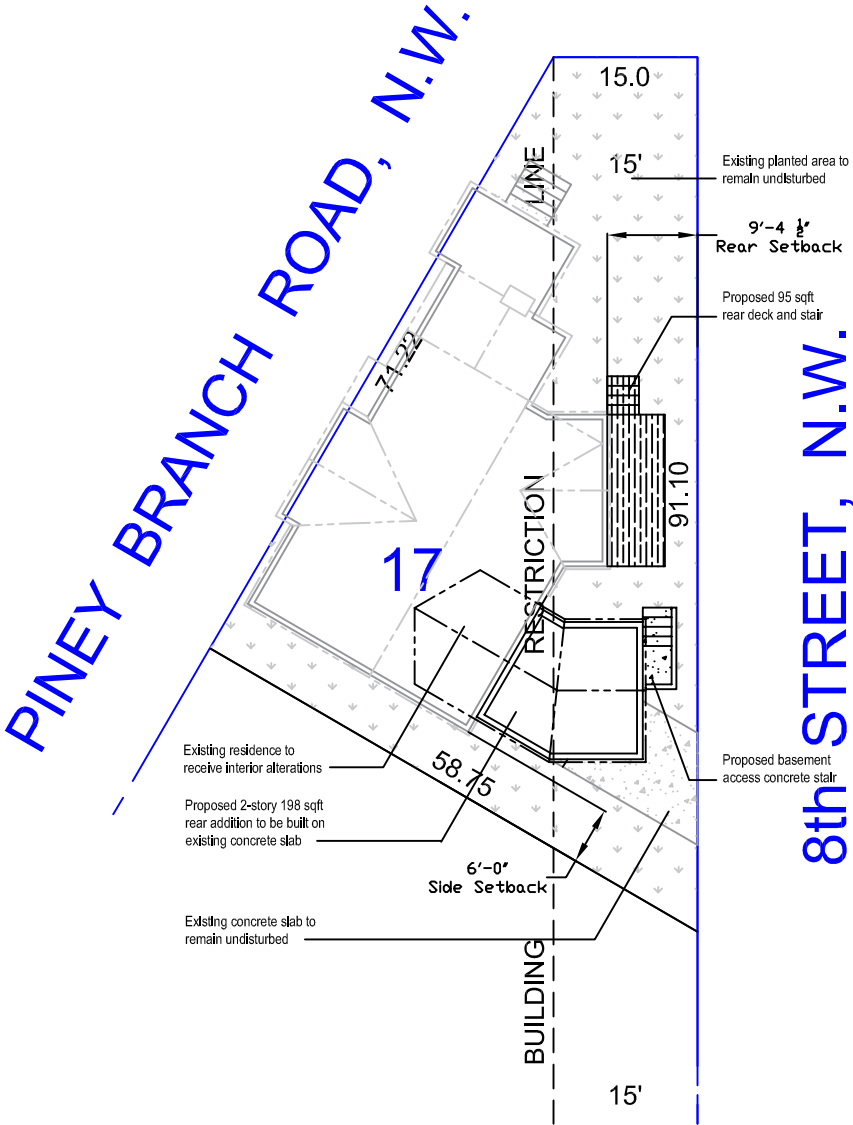 PINEY BRANCH ROAD, N.W.
15.0
LINE
15'
Existing planted area to
remain undisturbed
9'-4 ½"
Rear Setback
Proposed 95 sqft
rear deck and stair
71.22
8th STREET, N.W.
91.10
RESTRICTION
17
Existing residence to
receive interior alterations
58.75
Proposed basement
access concrete stair
Proposed 2-story 198 sqft
rear addition to be built on
existing concrete slab
6'-0"
Side Setback
Existing concrete slab to
remain undisturbed
BUILDING
15'